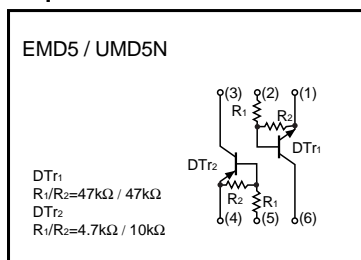 EMD5 / UMD5N
(3) (2) (1)
R1
R2
DTr1
DTr2
R2 R1
(4) (5) (6)
DTr1
R1/R2=47kΩ / 47kΩ
DTr2
R1/R2=4.7kΩ / 10kΩ